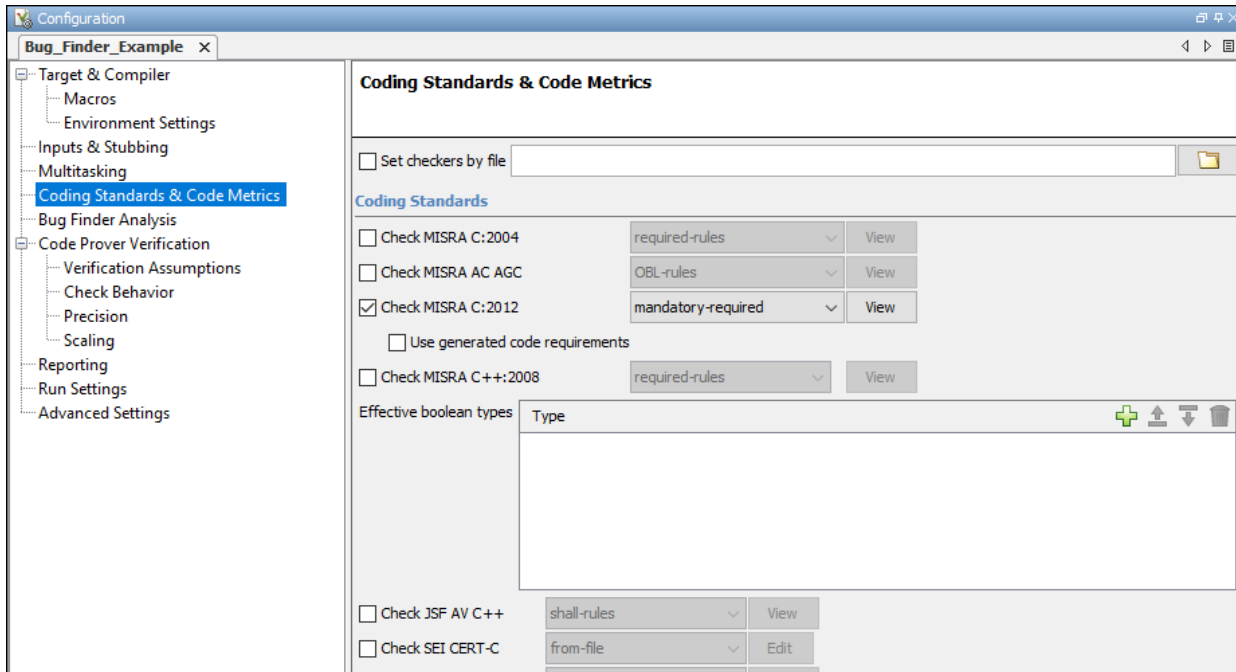 Configuration
Bug_Finder_Example
Target & Compiler
Macros
Environment Settings
Inputs & Stubbing
Multitasking
Coding Standards & Code Metrics
Bug Finder Analysis
Code Prover Verification
Verification Assumptions
Check Behavior
Precision
Scaling
Reporting
Run Settings
Advanced Settings
Coding Standards & Code Metrics
Set checkers by file
Coding Standards
Check MISRA C:2004 required-rules View
Check MISRA AC AGC OBL-rules View
Check MISRA C:2012 mandatory-required View
Use generated code requirements
Check MISRA C++:2008 required-rules View
Effective boolean types Type
Check JSF AV C++ shall-rules View
Check SEI CERT-C from-file Edit